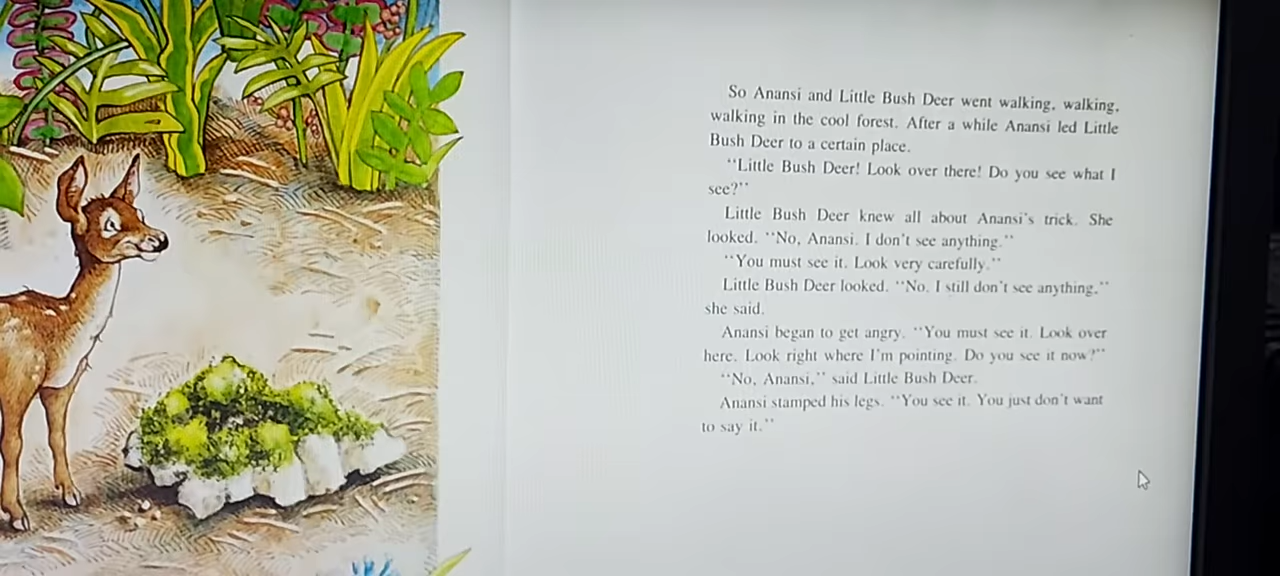 So Anansi and Little Bush Deer went walking, walking,
walking in the cool forest. After a while Anansi led Little
Bush Deer to a certain place.
"Little Bush Deer! Look over there! Do you see what I
see?"
Little Bush Deer knew all about Anansi's trick. She
looked. "No, Anansi. I don't see anything."
"You must see it. Look very carefully."
Little Bush Deer looked. "No. I still don't see anything."
she said.
Anansi began to get angry. "You must see it. Look over
here. Look right where I'm pointing. Do you see it now?"
"No, Anansi," said Little Bush Deer.
Anansi stamped his legs. "You see it. You just don't want
to say it."